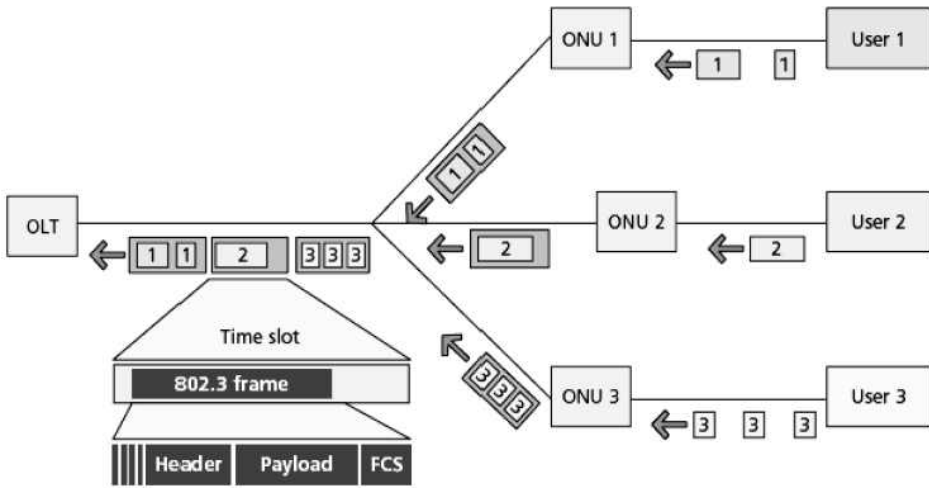 ONU 1
User 1
1
1
1
1
OLT
ONU 2
User 2
1 1 2 3 3 3
2
2
Time slot
802.3 frame
3 3 3
ONU 3
User 3
3 3 3
Header Payload FCS